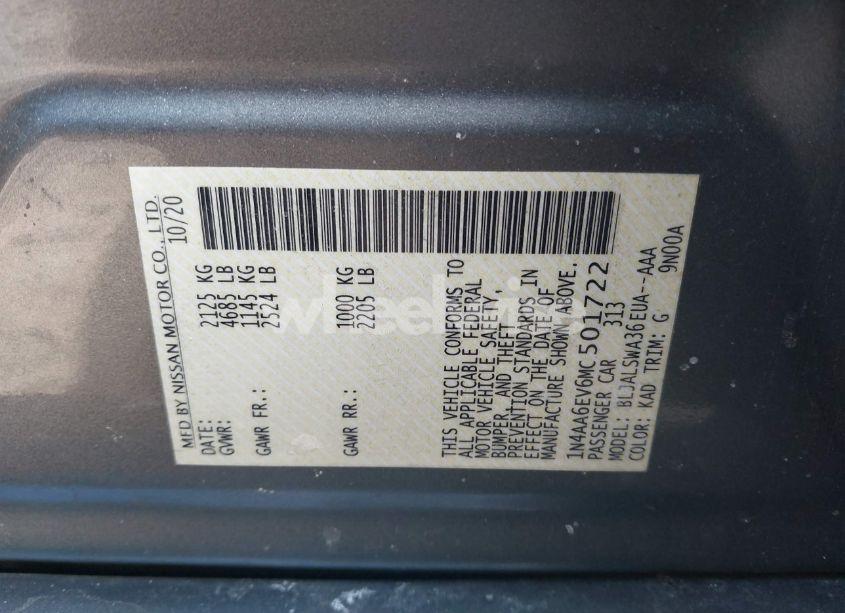 MFD BY NISSAN MOTOR CO., LTD.
DATE: 10/20
GVWR: 2125 KG
4685 LB
GAWR FR.: 1145 KG
2524 LB
GAWR RR.: 1000 KG
2205 LB
THIS VEHICLE CONFORMS TO
ALL APPLICABLE FEDERAL
MOTOR VEHICLE SAFETY,
BUMPER, AND THEFT
PREVENTION STANDARDS IN
EFFECT ON THE DATE OF
MANUFACTURE SHOWN ABOVE.
1N4AA6EV6MC501722
PASSENGER CAR 313
MODEL: BLJALSWA36EUA--AAA
COLOR: KAD TRIM: G 9N00A